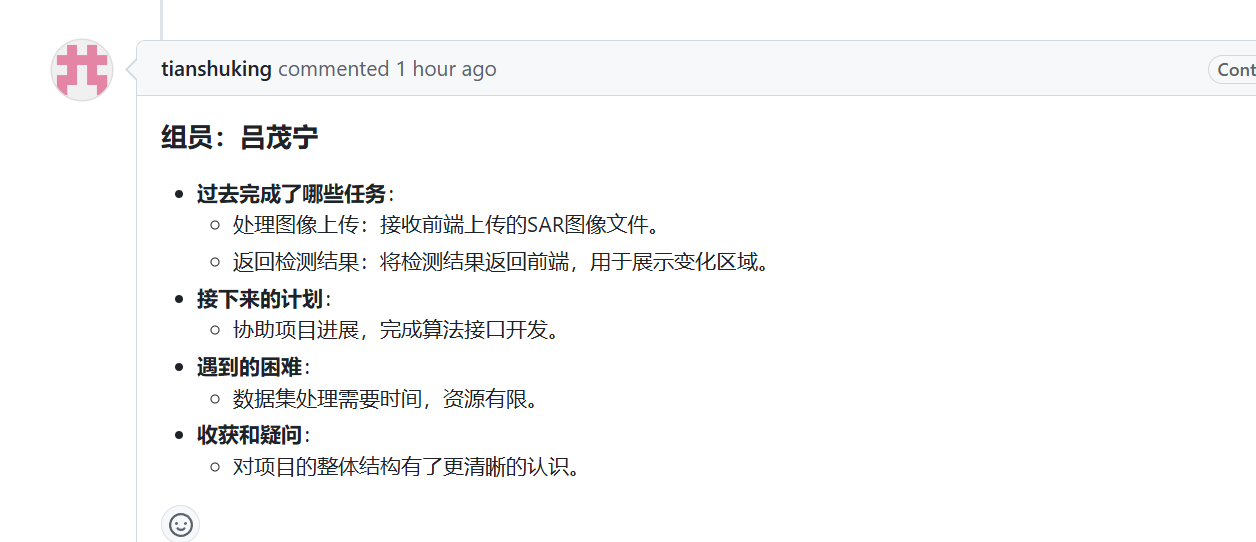 tianshuking commented 1 hour ago
Cont
组员：吕茂宁
过去完成了哪些任务：
处理图像上传：接收前端上传的SAR图像文件。
返回检测结果：将检测结果返回前端，用于展示变化区域。
接下来的计划：
协助项目进展，完成算法接口开发。
遇到的困难：
数据集处理需要时间，资源有限。
收获和疑问：
对项目的整体结构有了更清晰的认识。